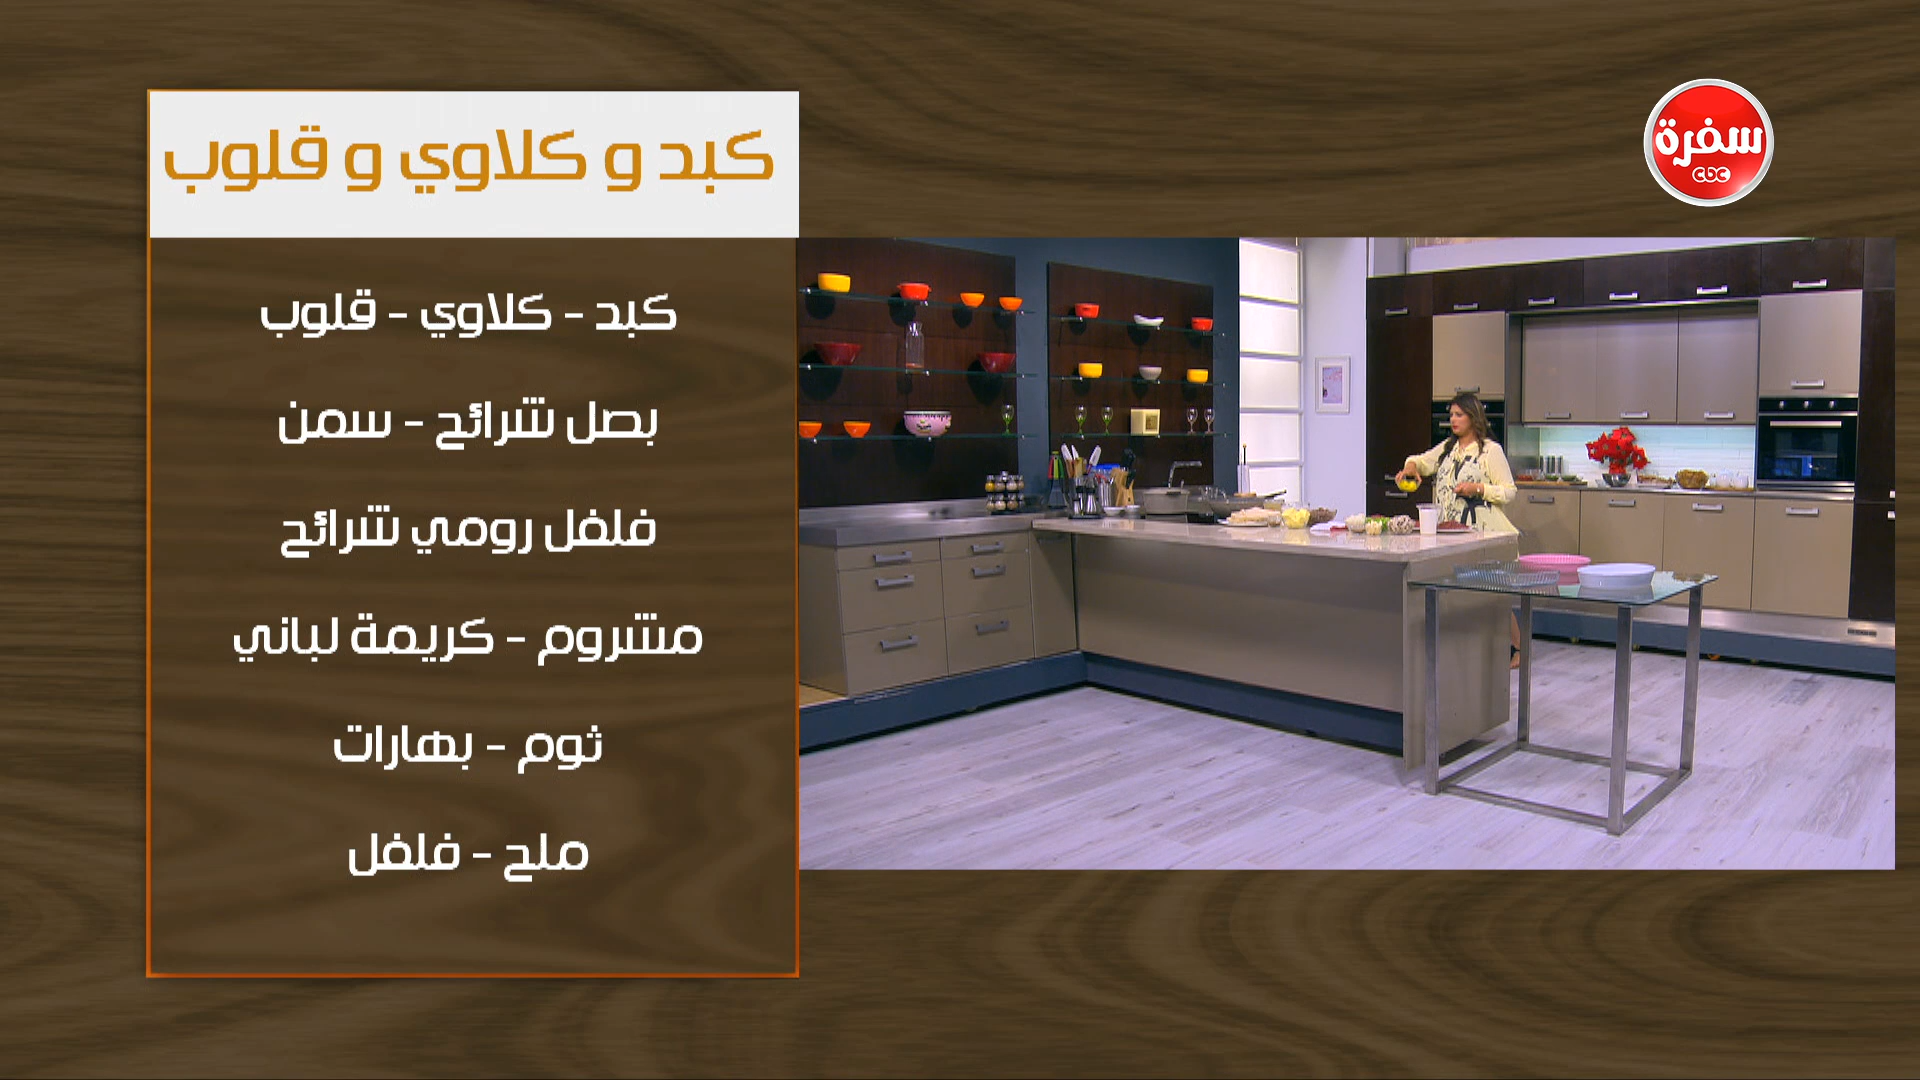 كبد و كلاوي و قلوب
كبد - كلاوي - قلوب
بصل شرائح - سمن
فلفل رومي شرائح
مشروم - كريمة لباني
ثوم - بهارات
ملح - فلفل
سفرة
cbc